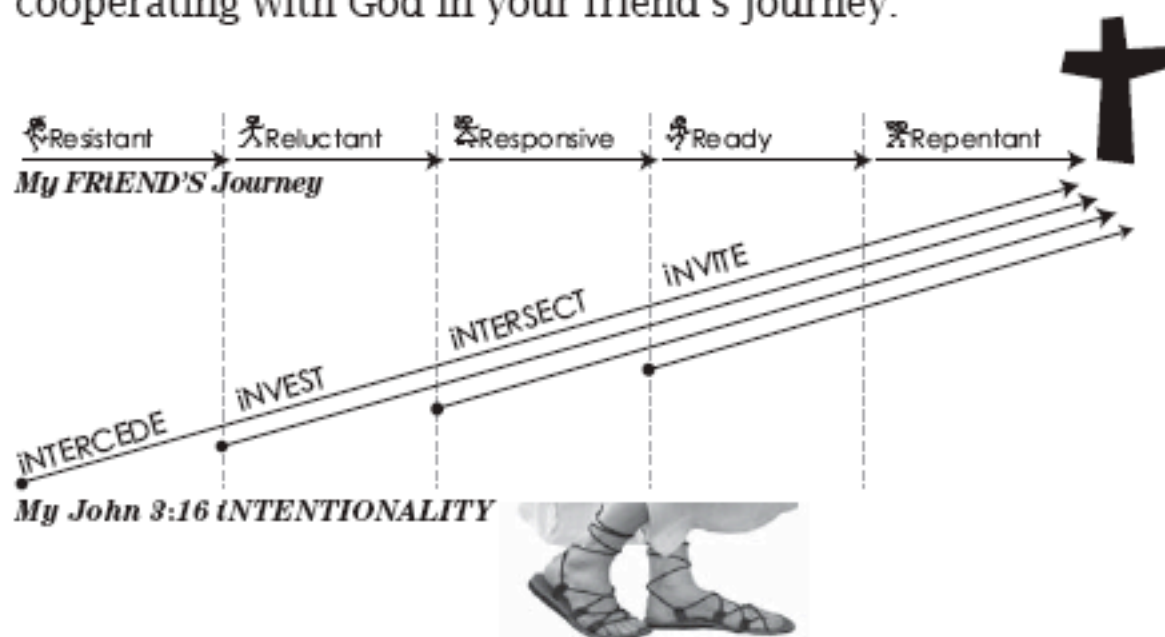 cooperating with God in your friend's journey.
Resistant Reluctant Responsive Ready Repentant
My FRiEND'S Journey
iNVITE
iNTERSECT
iNVEST
iNTERCEDE
My John 3:16 iNTENTIONALITY